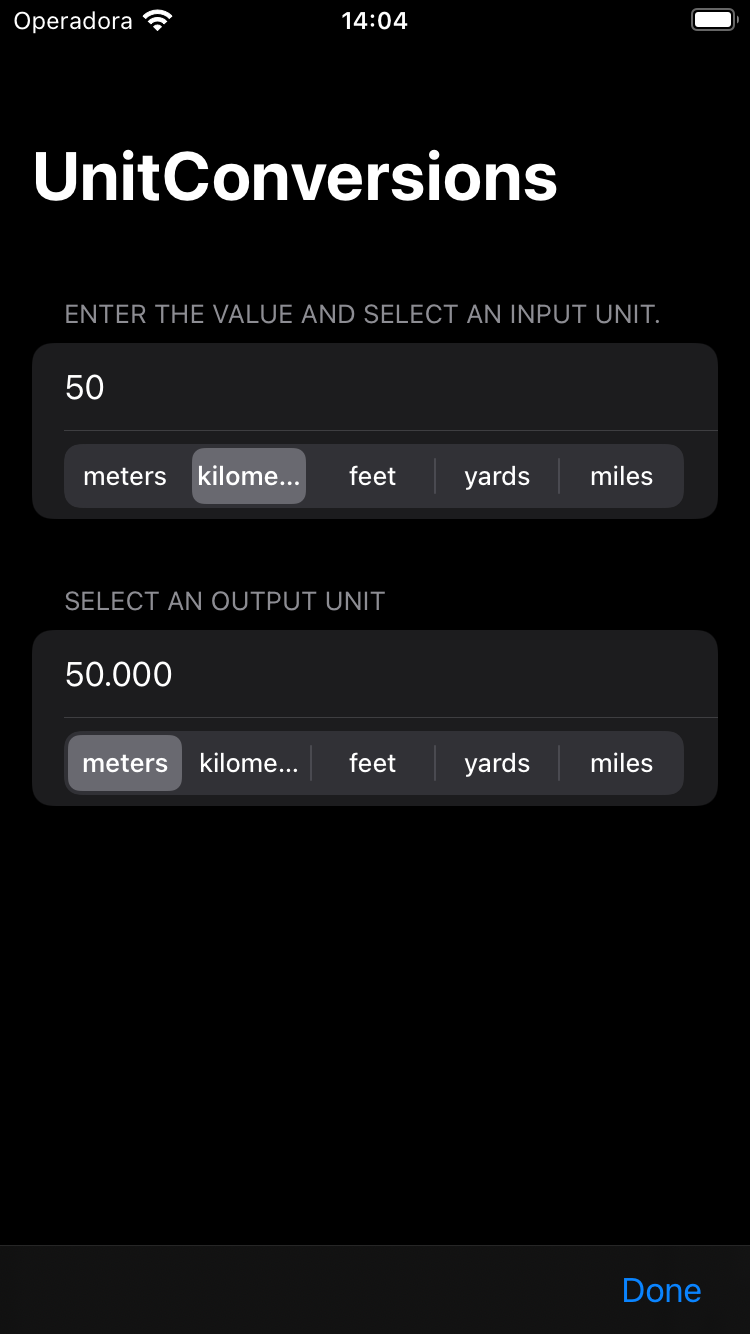 Operadora 14:04
UnitConversions
ENTER THE VALUE AND SELECT AN INPUT UNIT.
50
meters kilome... feet yards miles
SELECT AN OUTPUT UNIT
50.000
meters kilome... feet yards miles
Done